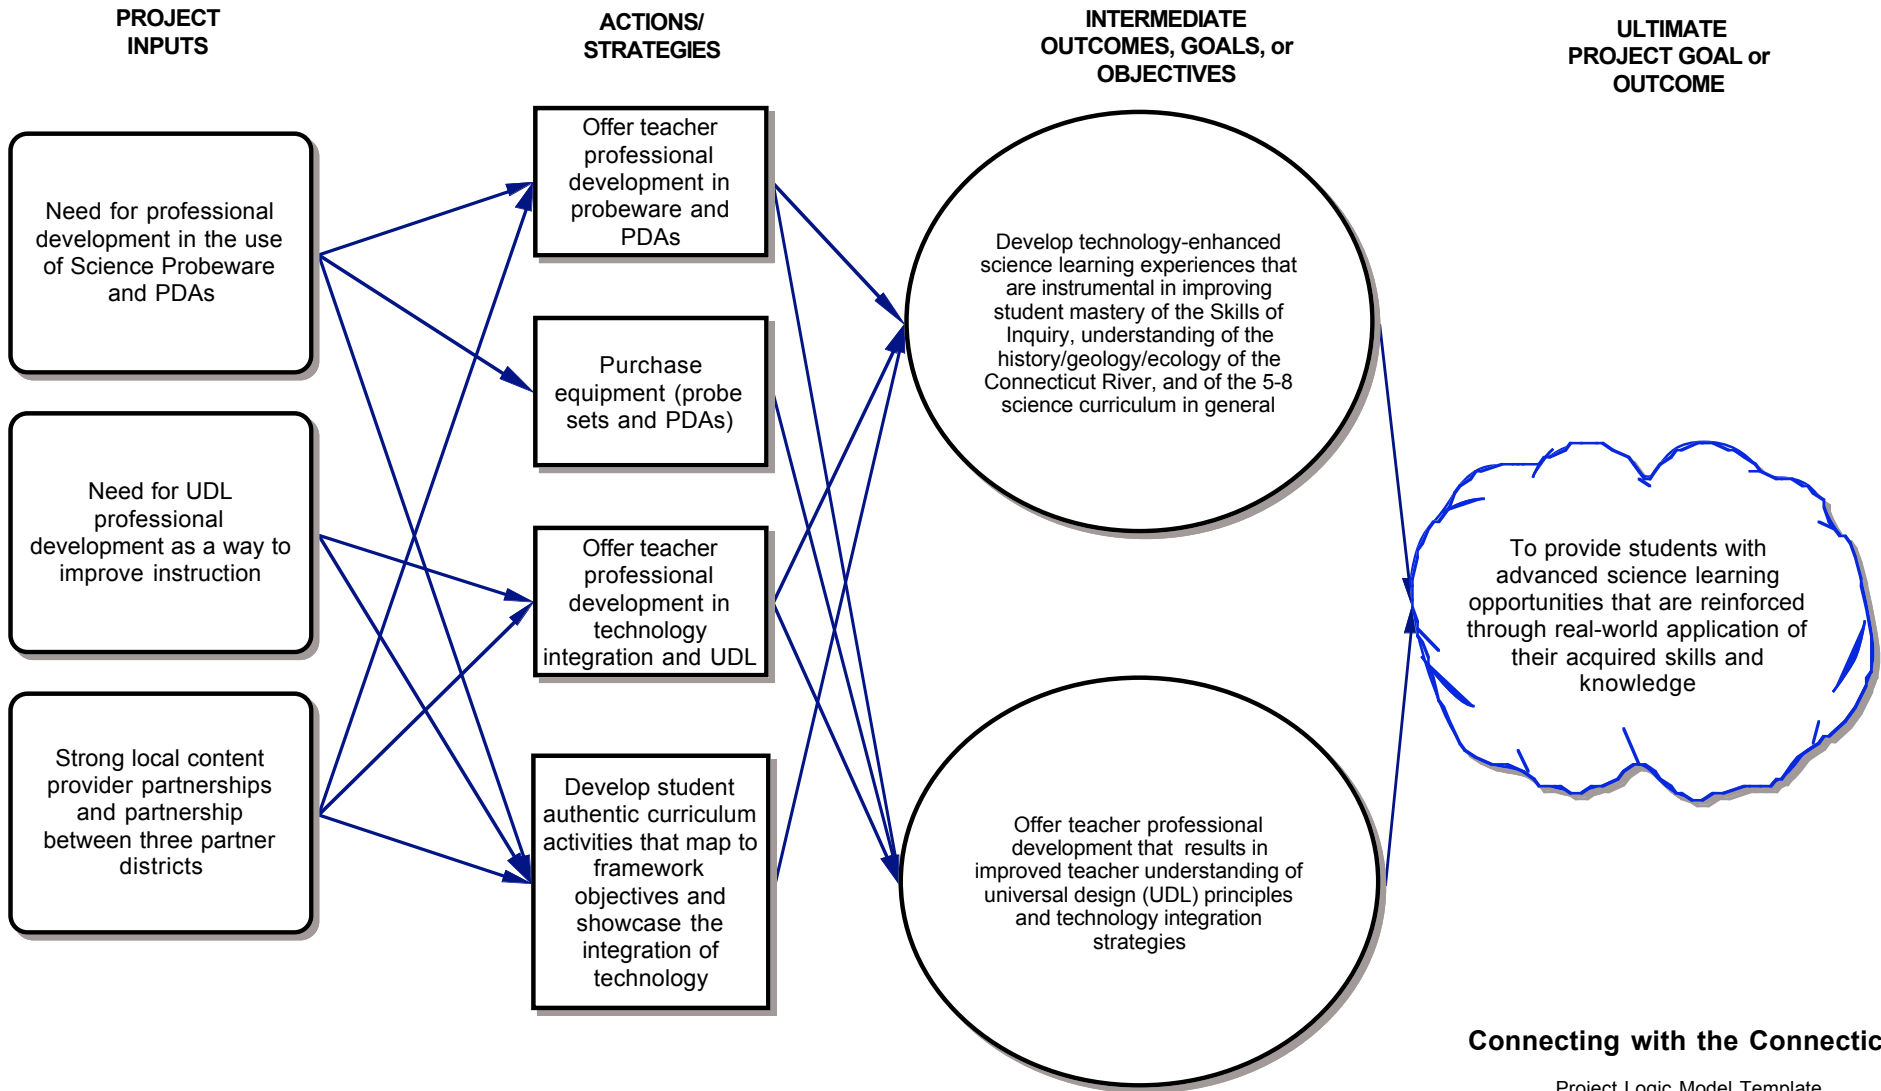 PROJECT
INPUTS
ACTIONS/
STRATEGIES
INTERMEDIATE
OUTCOMES, GOALS, or
OBJECTIVES
ULTIMATE
PROJECT GOAL or
OUTCOME
Need for professional
development in the use
of Science Probeware
and PDAs
Need for UDL
professional
development as a way to
improve instruction
Strong local content
provider partnerships
and partnership
between three partner
districts
Offer teacher
professional
development in
probeware and
PDAs
Purchase
equipment (probe
sets and PDAs)
Offer teacher
professional
development in
technology
integration and UDL
Develop student
authentic curriculum
activities that map to
framework
objectives and
showcase the
integration of
technology
Develop technology-enhanced
science learning experiences that
are instrumental in improving
student mastery of the Skills of
Inquiry, understanding of the
history/geology/ecology of the
Connecticut River, and of the 5-8
science curriculum in general
Offer teacher professional
development that results in
improved teacher understanding of
universal design (UDL) principles
and technology integration
strategies
To provide students with
advanced science learning
opportunities that are reinforced
through real-world application of
their acquired skills and
knowledge
Connecting with the Connectic
Project Logic Model Template